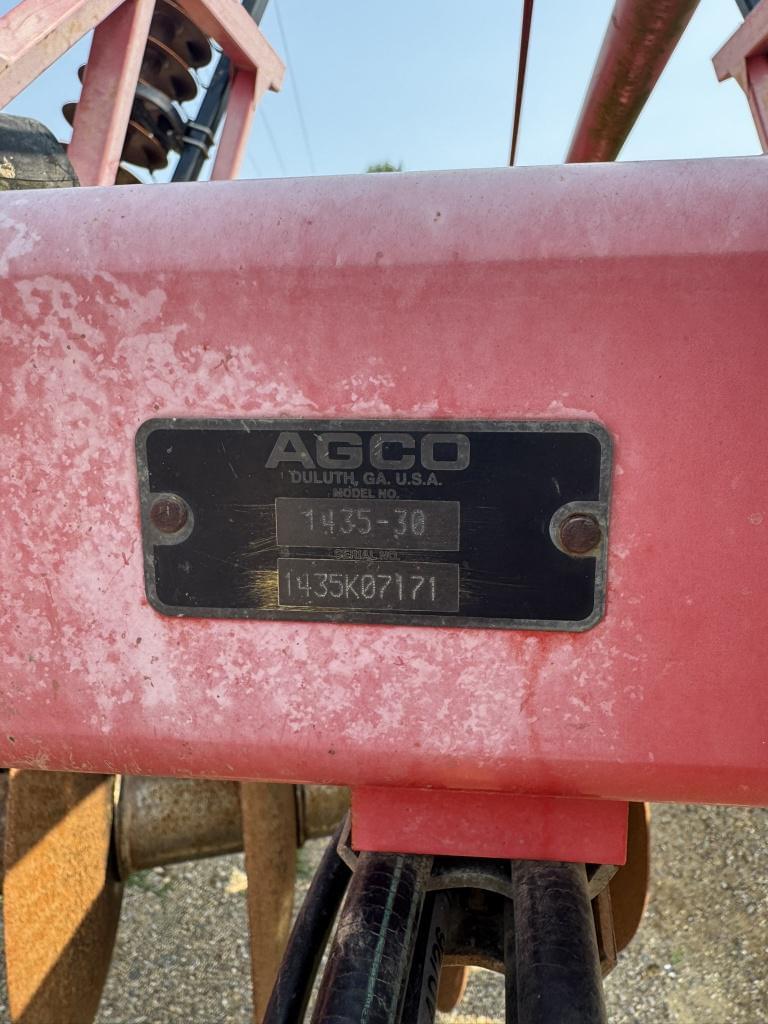 AGCO
DULUTH, GA. U.S.A.
MODEL NO.
1435-30
SERIAL NO.
1435K07171